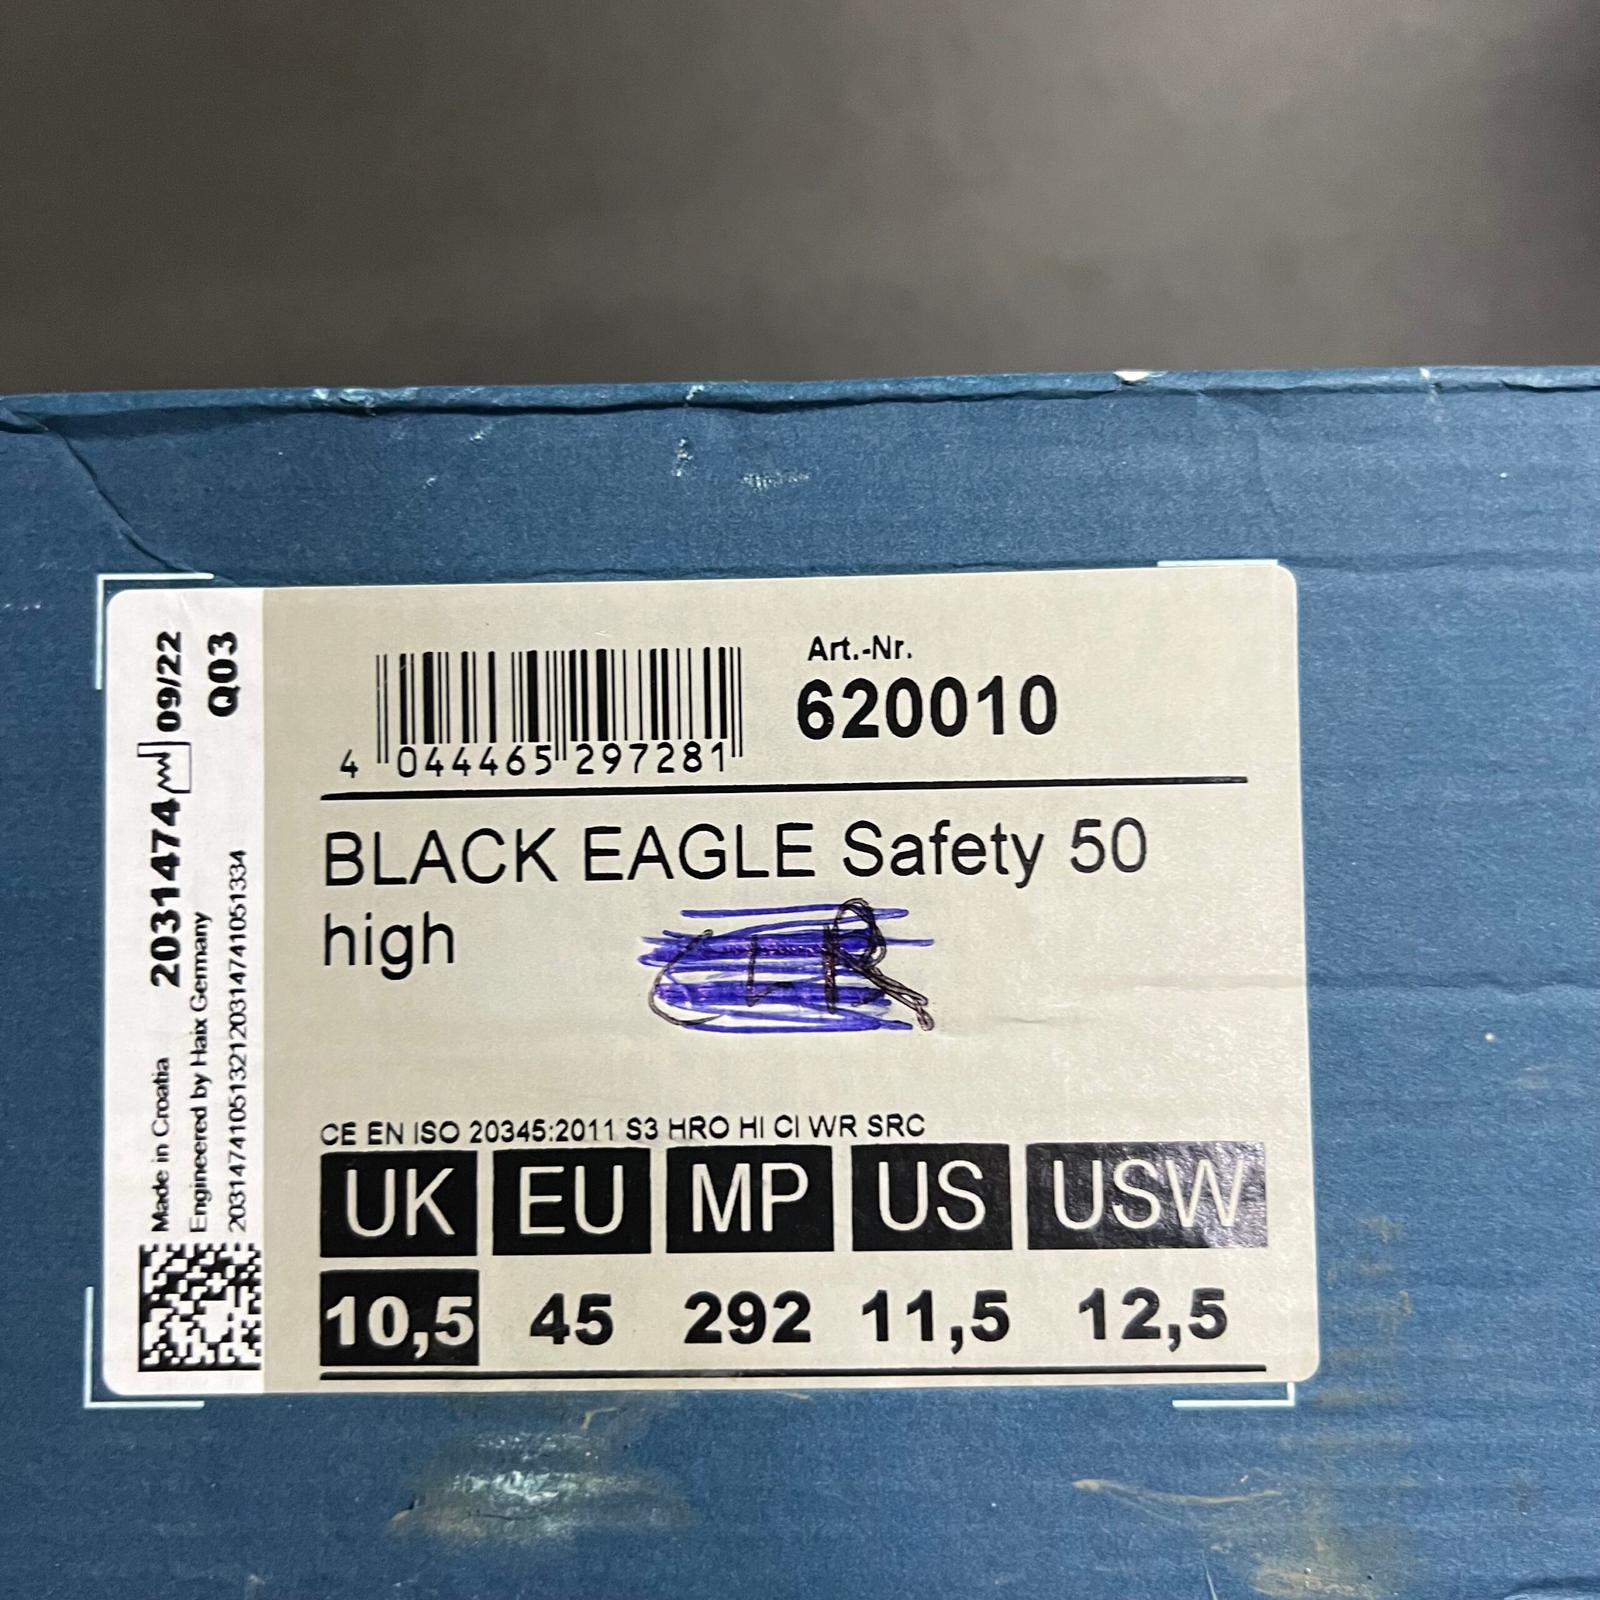 2031474 09/22
Q03
Made in Croatia
Engineered by Haix Germany
20314741051321203147410513​34
4 044465 297281
Art.-Nr.
620010
BLACK EAGLE Safety 50
high
CE EN ISO 20345:2011 S3 HRO HI CI WR SRC
UK EU MP US USW
10,5 45 292 11,5 12,5